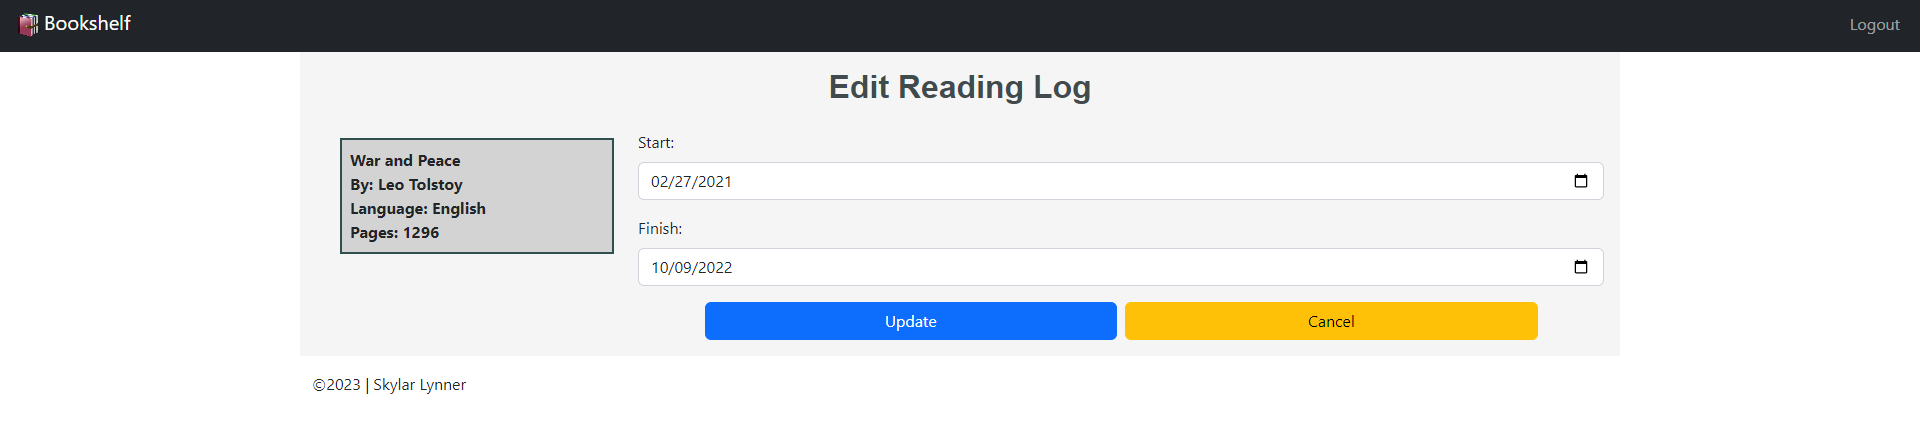 Bookshelf
Logout
Edit Reading Log
War and Peace
By: Leo Tolstoy
Language: English
Pages: 1296
Start:
02/27/2021
Finish:
10/09/2022
Update
Cancel
©2023 | Skylar Lynner